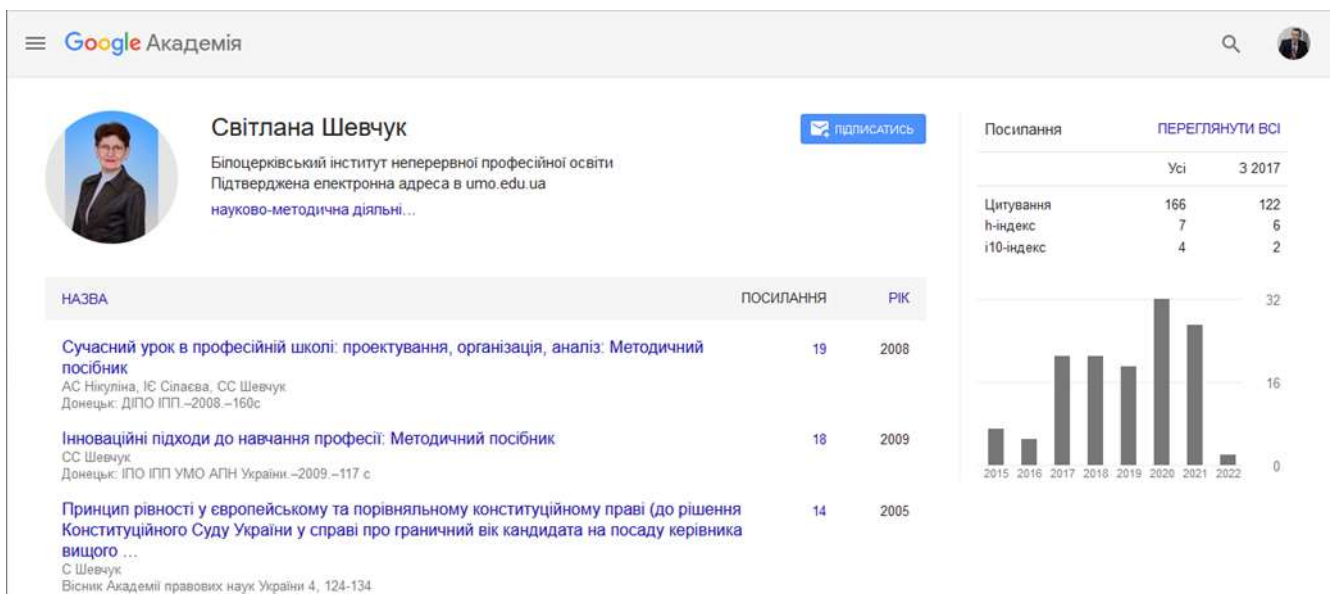 Google Академія
Світлана Шевчук
ПІДПИСАТИСЬ
Білоцерківський інститут неперервної професійної освіти
Підтверджена електронна адреса в umo.edu.ua
науково-методична діяльні...
НАЗВА ПОСИЛАННЯ РІК
Сучасний урок в професійній школі: проектування, організація, аналіз: Методичний 19 2008
посібник
АС Нікуліна, ІЄ Сілаєва, СС Шевчук
Донецьк: ДІПО ІПП.–2008.–160с
Інноваційні підходи до навчання професії: Методичний посібник 18 2009
СС Шевчук
Донецьк: ІПО ІПП УМО АПН України.–2009.–117 с
Принцип рівності у європейському та порівняльному конституційному праві (до рішення 14 2005
Конституційного Суду України у справі про граничний вік кандидата на посаду керівника
вищого ...
С Шевчук
Вісник Академії правових наук України 4, 124-134
Посилання ПЕРЕГЛЯНУТИ ВСІ
Усі З 2017
Цитування 166 122
h-індекс 7 6
i10-індекс 4 2
32
16
0
2015 2016 2017 2018 2019 2020 2021 2022